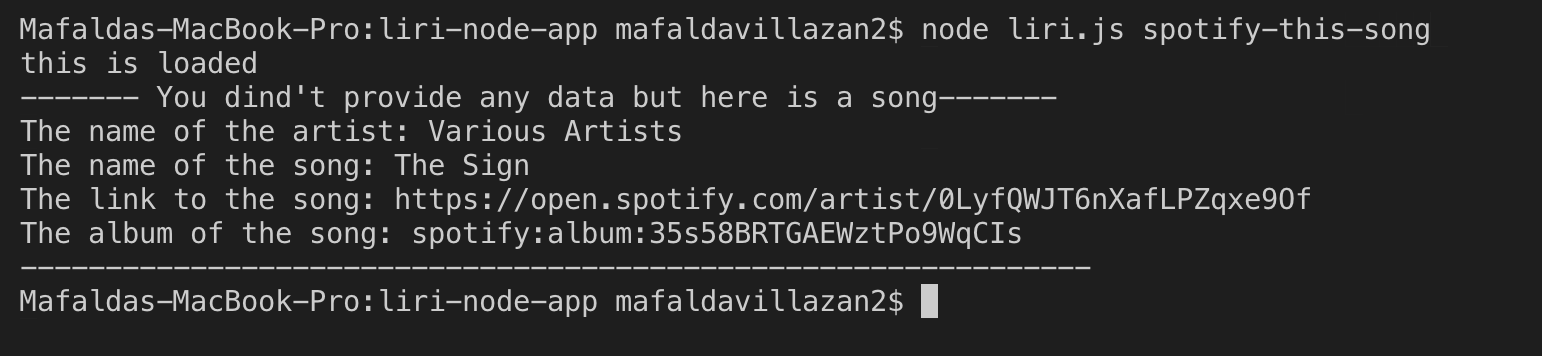 Mafaldas-MacBook-Pro:liri-node-app mafaldavillazan2$ node liri.js spotify-this-song
this is loaded
------- You dind't provide any data but here is a song-------
The name of the artist: Various Artists
The name of the song: The Sign
The link to the song: https://open.spotify.com/artist/0LyfQWJT6nXafLPZqxe9Of
The album of the song: spotify:album:35s58BRTGAEWztPo9WqCIs
---------------------------------------------------------------
Mafaldas-MacBook-Pro:liri-node-app mafaldavillazan2$